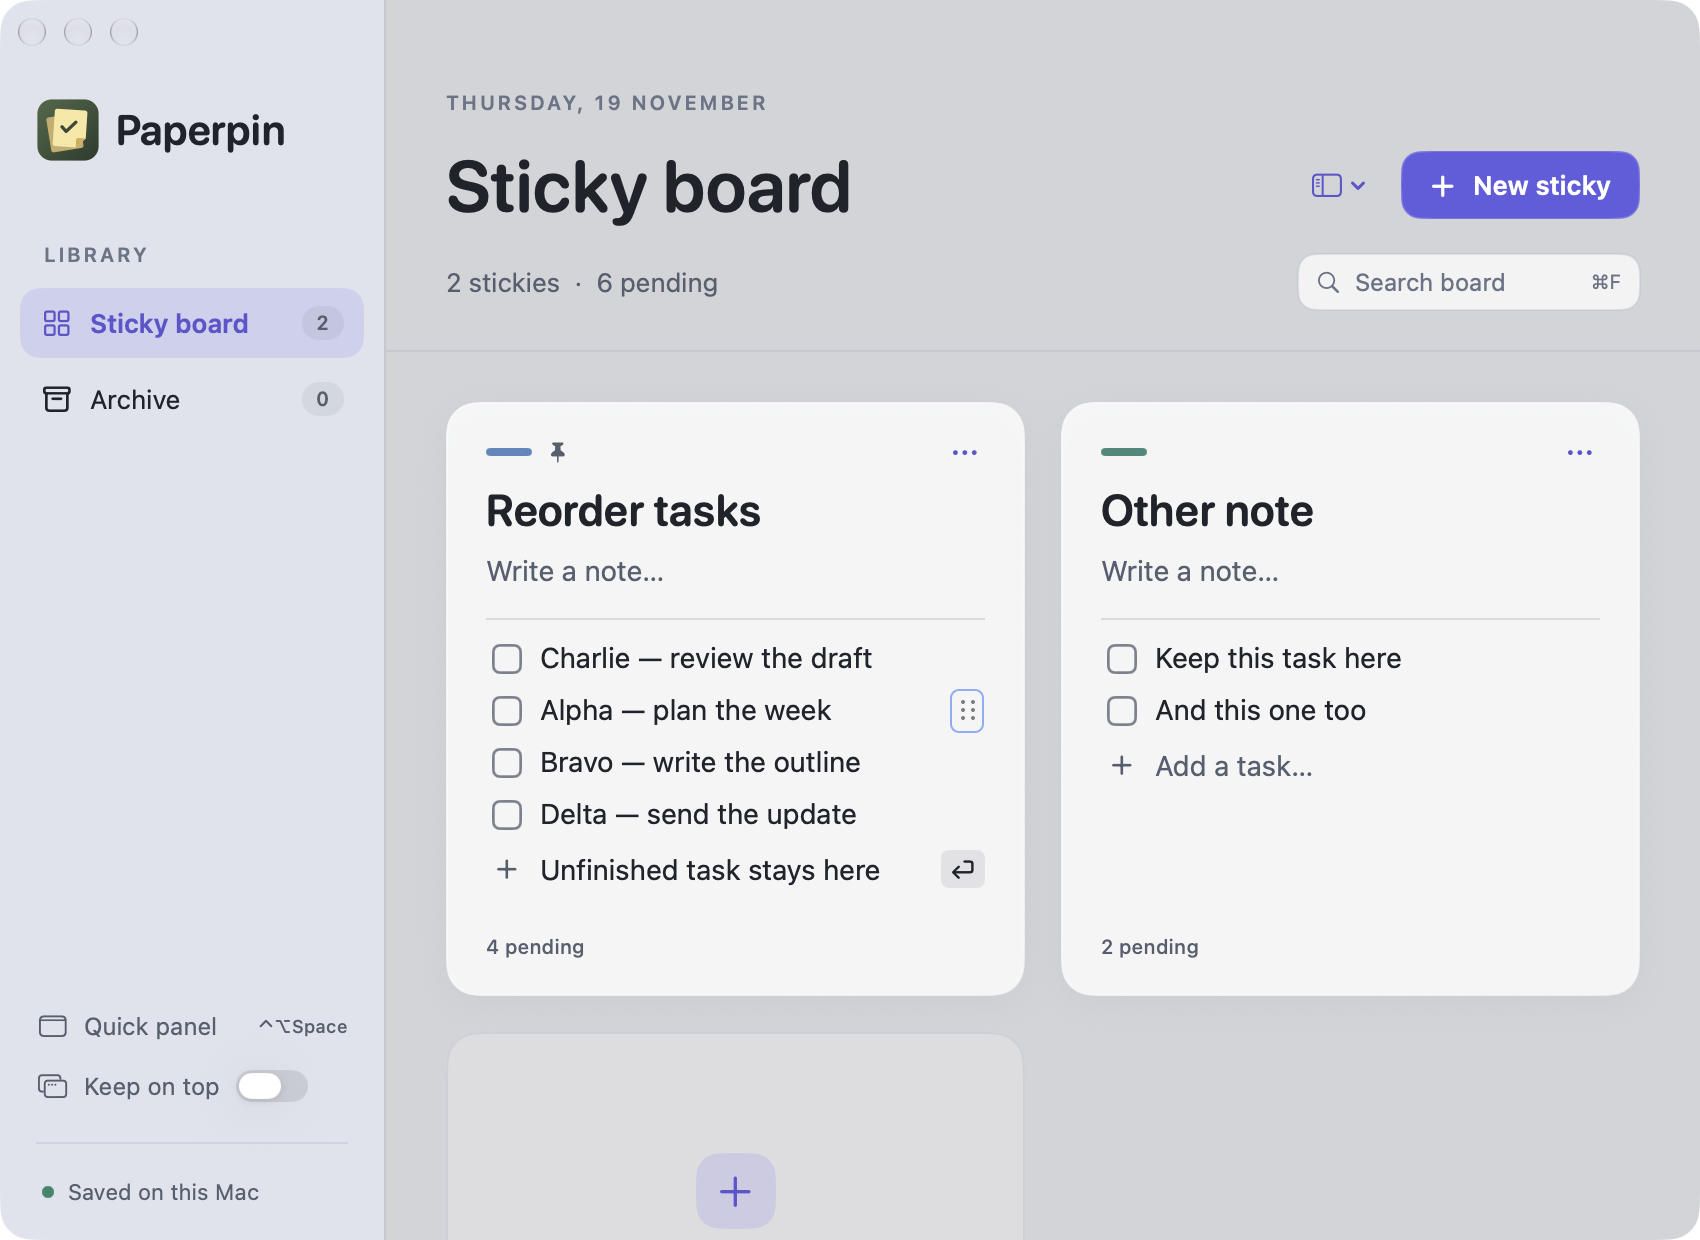 Paperpin
LIBRARY
Sticky board 2
Archive 0
Quick panel ^⌥Space
Keep on top
Saved on this Mac
THURSDAY, 19 NOVEMBER
Sticky board
+ New sticky
2 stickies · 6 pending
Search board ⌘F
Reorder tasks
Write a note...
Charlie — review the draft
Alpha — plan the week
Bravo — write the outline
Delta — send the update
+ Unfinished task stays here
4 pending
Other note
Write a note...
Keep this task here
And this one too
+ Add a task...
2 pending